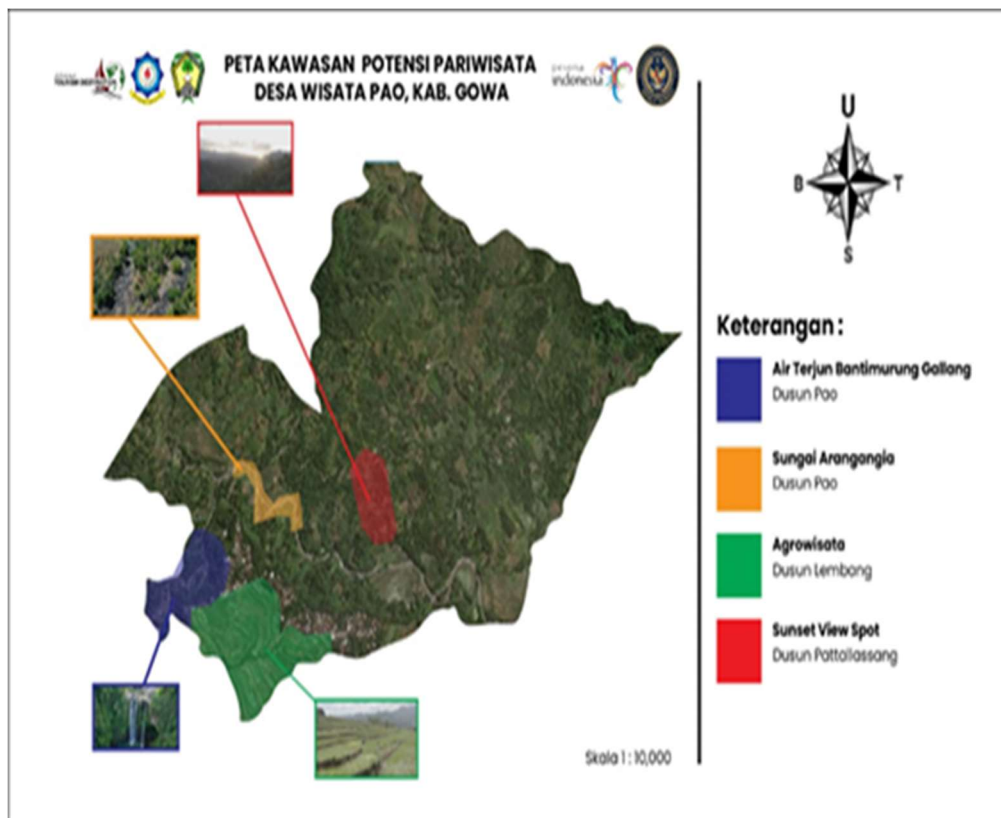 PETA KAWASAN POTENSI PARIWISATA
DESA WISATA PAO, KAB. GOWA
indonesia
U
B
T
S
Keterangan :
Air Terjun Bantimurung Gallang
Dusun Pao
Sungai Arangangia
Dusun Pao
Agrowisata
Dusun Lembang
Sunset View Spot
Dusun Pattallassang
Skala 1 : 10,000